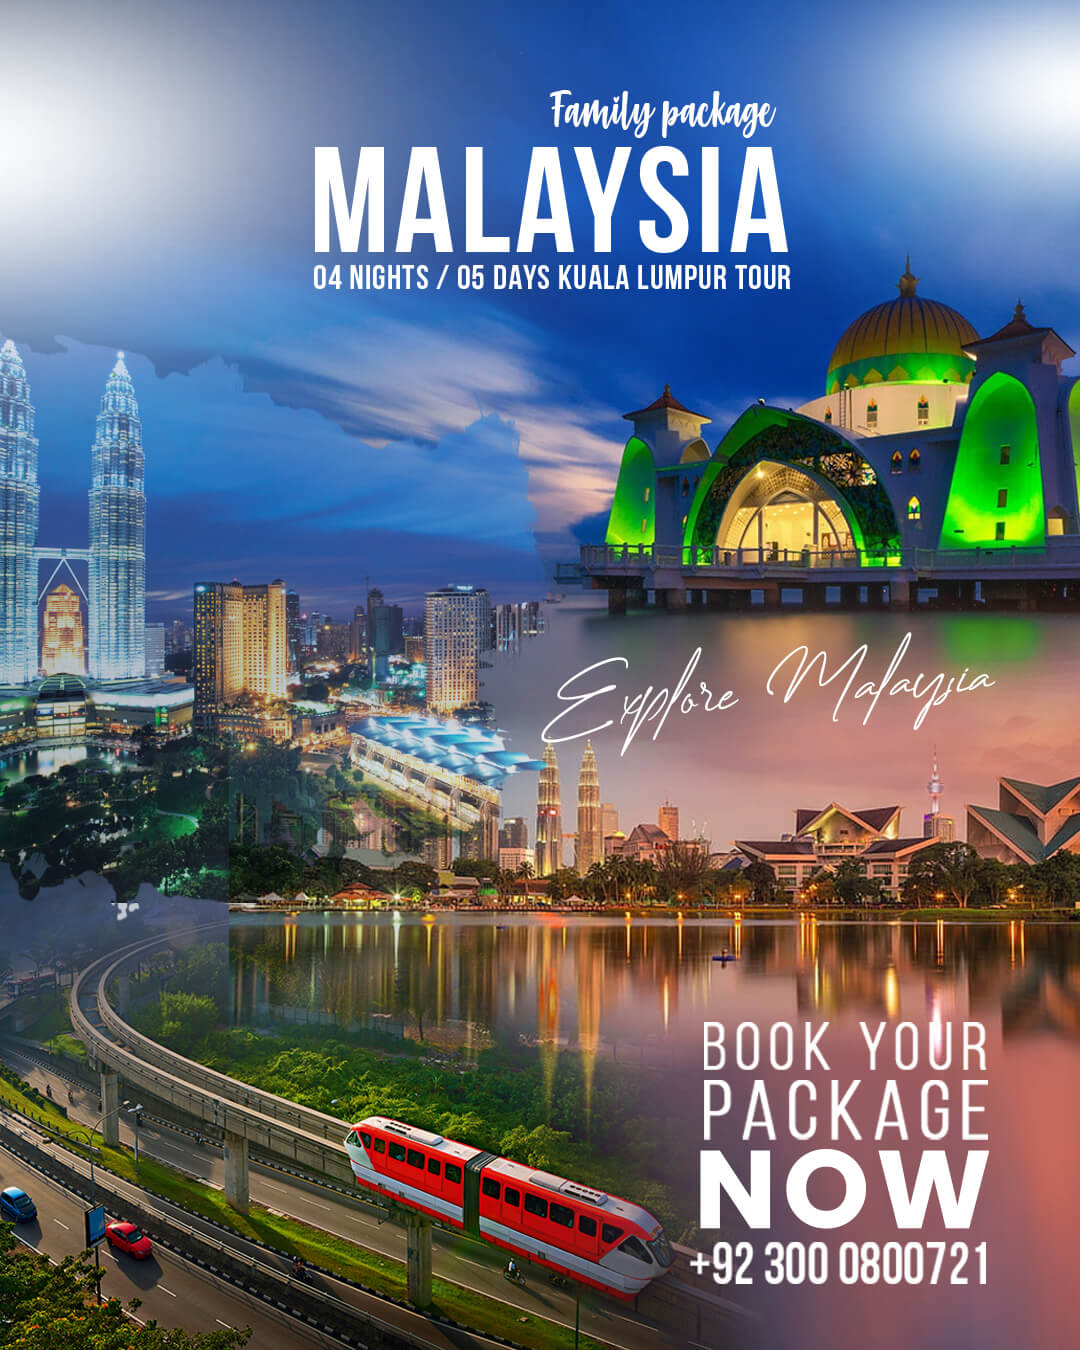 Family package
MALAYSIA
04 NIGHTS / 05 DAYS KUALA LUMPUR TOUR
Explore Malaysia
BOOK YOUR
PACKAGE
NOW
+92 300 0800721